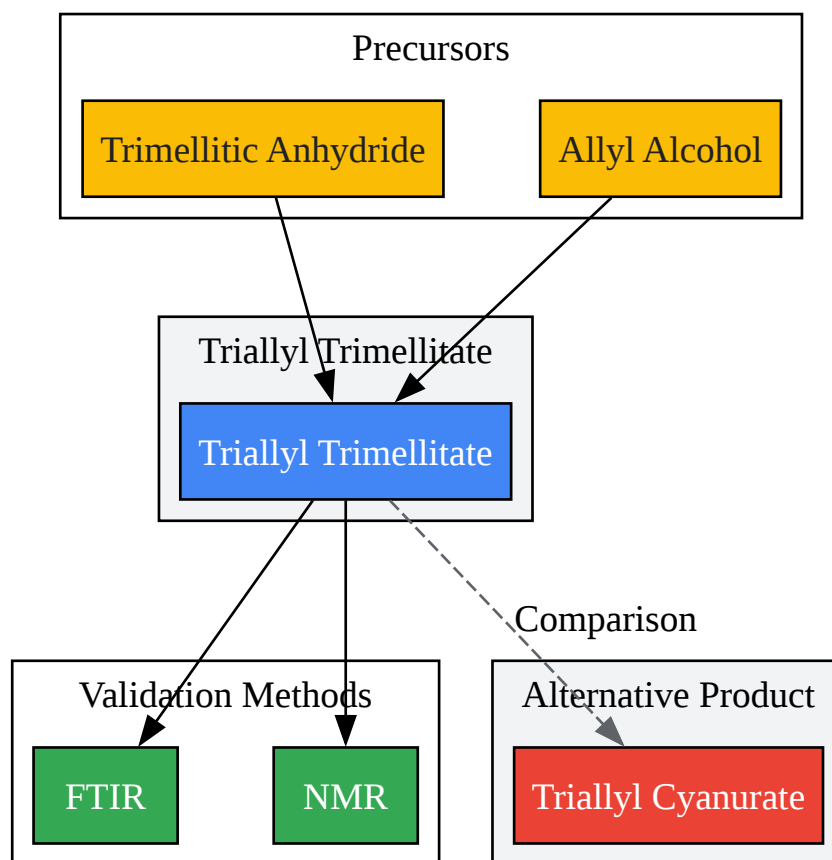 Precursors
Trimellitic Anhydride
Allyl Alcohol
Triallyl Trimellitate
Triallyl Trimellitate
Comparison
Validation Methods
Alternative Product
FTIR
NMR
Triallyl Cyanurate